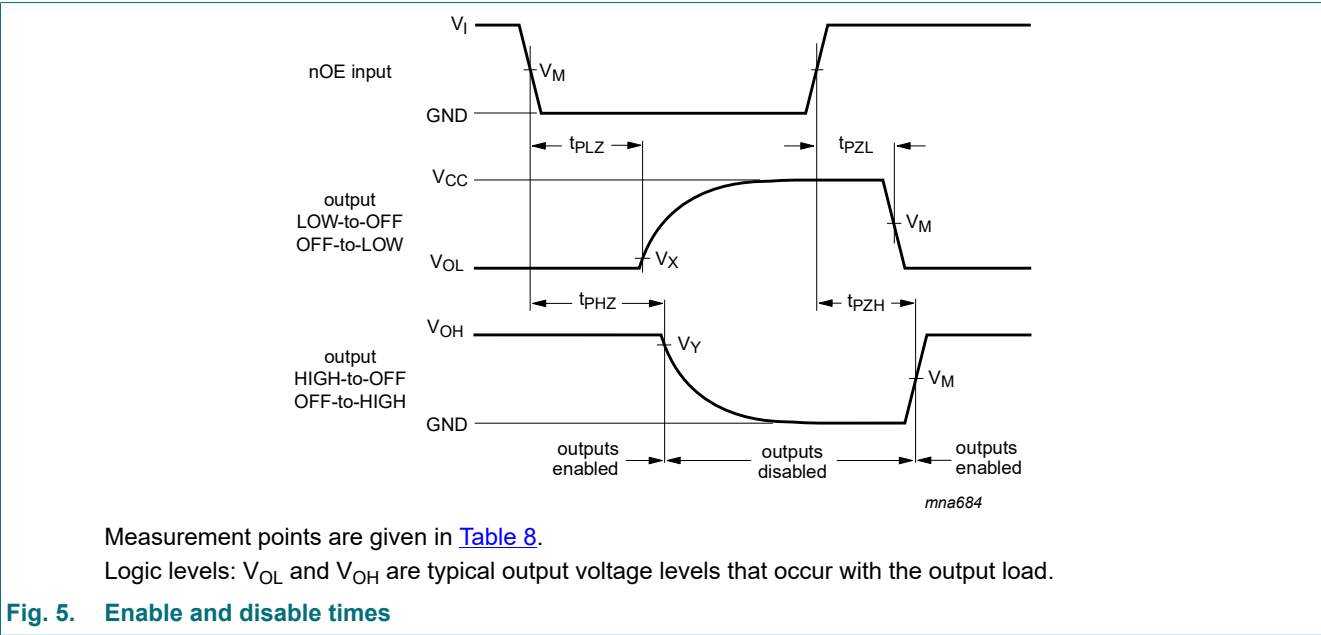 VI
nOE input
VM
GND
tPLZ
tPZL
VCC
output
LOW-to-OFF
OFF-to-LOW
VM
VOL
VX
tPHZ
tPZH
VOH
output
HIGH-to-OFF
OFF-to-HIGH
VY
VM
GND
outputs
enabled
outputs
disabled
outputs
enabled
mna684
Measurement points are given in Table 8.
Logic levels: VOL and VOH are typical output voltage levels that occur with the output load.
Fig. 5. Enable and disable times